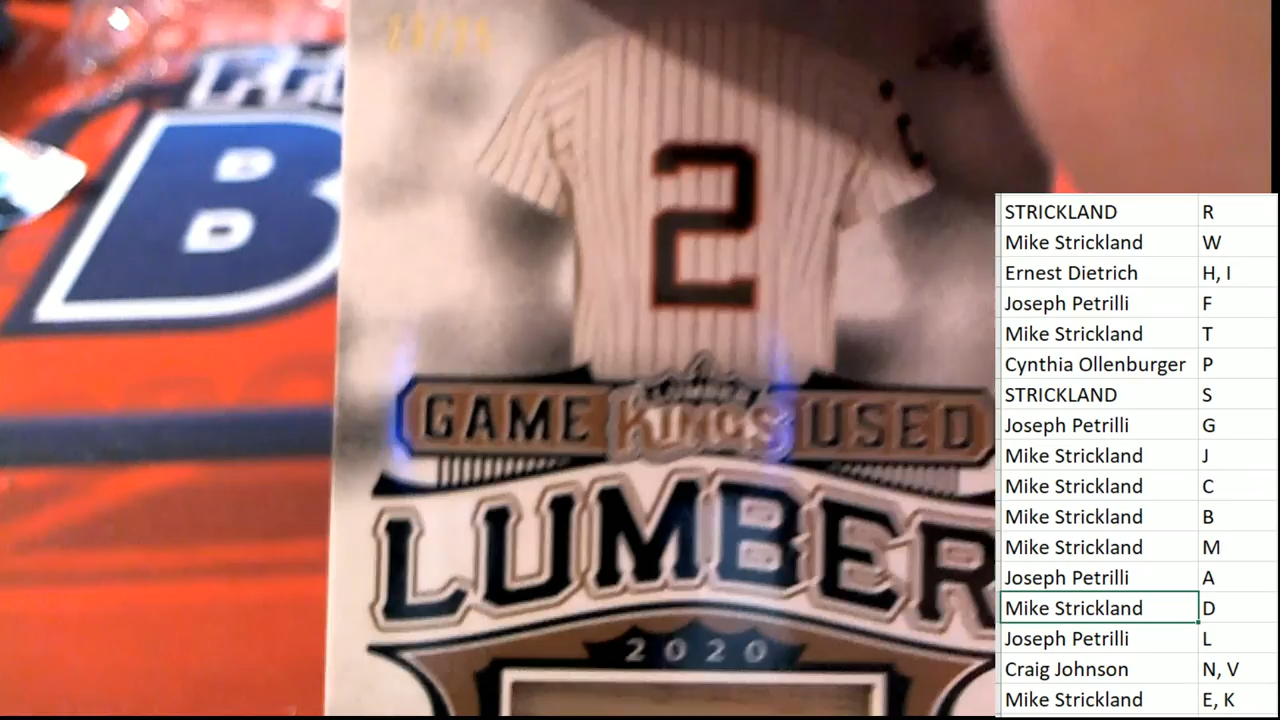 B
2
GAME KINGS USED
LUMBER
2020
STRICKLAND R
Mike Strickland W
Ernest Dietrich H, I
Joseph Petrilli F
Mike Strickland T
Cynthia Ollenburger P
STRICKLAND S
Joseph Petrilli G
Mike Strickland J
Mike Strickland C
Mike Strickland B
Mike Strickland M
Joseph Petrilli A
Mike Strickland D
Joseph Petrilli L
Craig Johnson N, V
Mike Strickland E, K